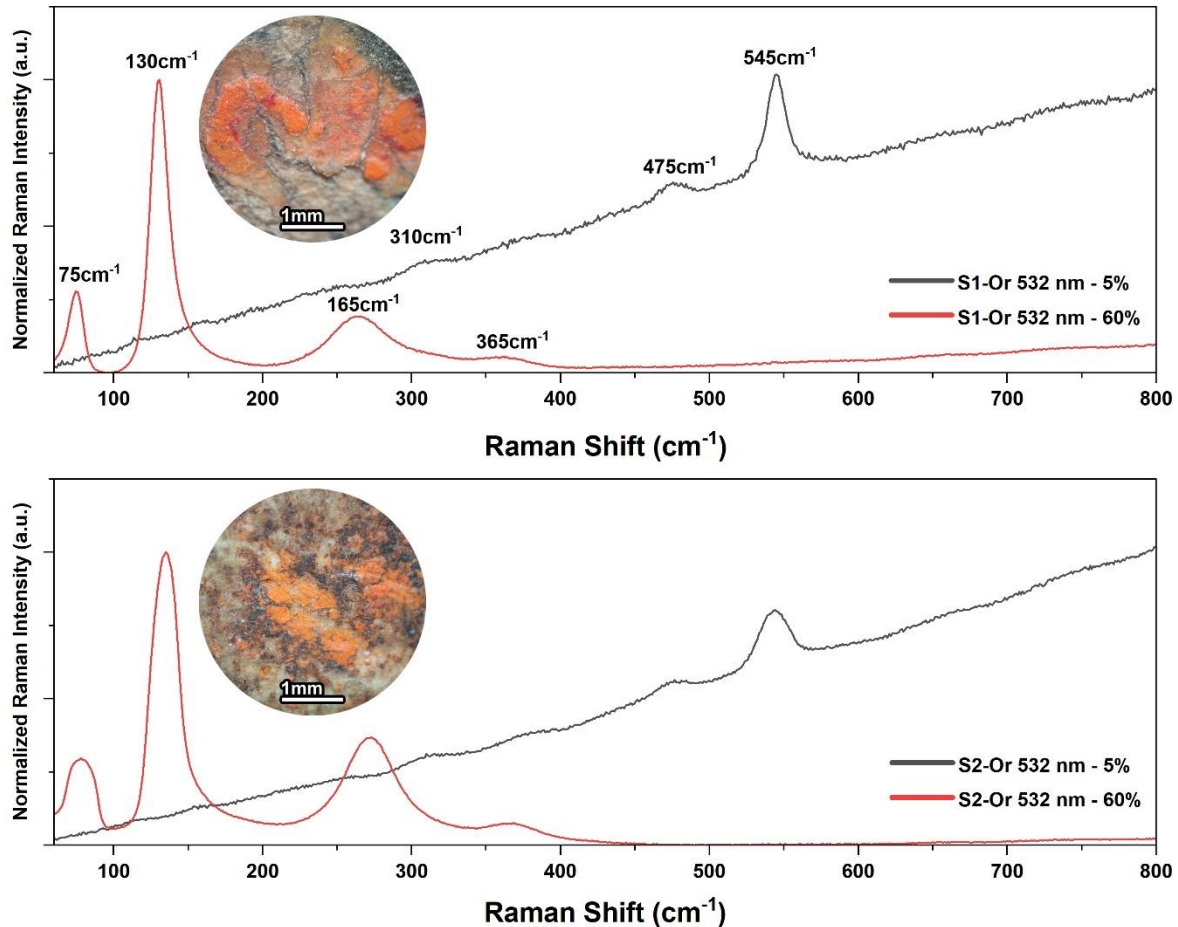 Normalized Raman Intensity (a.u.)
130cm-1
545cm-1
475cm-1
1mm
310cm-1
75cm-1
165cm-1
365cm-1
S1-Or 532 nm - 5%
S1-Or 532 nm - 60%
100 200 300 400 500 600 700 800
Raman Shift (cm-1)
Normalized Raman Intensity (a.u.)
1mm
S2-Or 532 nm - 5%
S2-Or 532 nm - 60%
100 200 300 400 500 600 700 800
Raman Shift (cm-1)